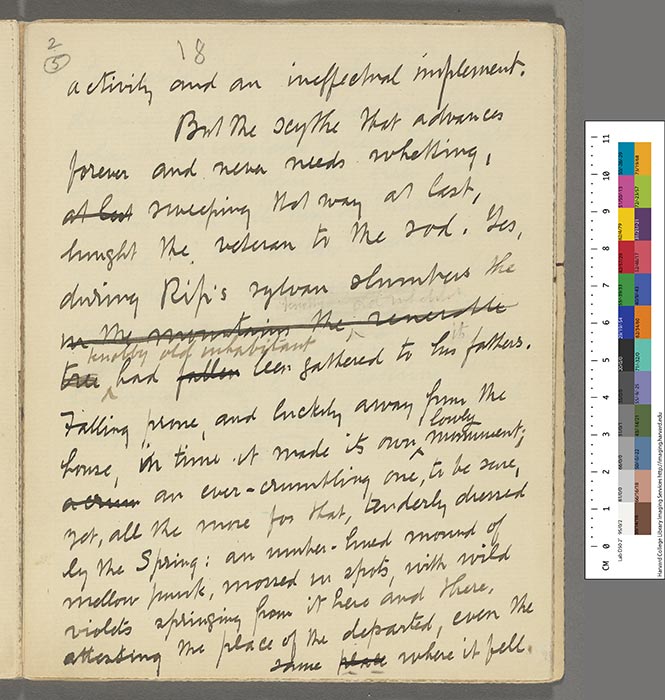 2
5
18
activity and an ineffectual implement.
But the scythe that advances
forever and never needs whetting,
at last sweeping that way at last,
brought the veteran to the sod. Yes,
during Rip's sylvan slumbers the
in the mountains the venerable
knobby old inhabitant its
tree had fallen been gathered to his fathers.
Falling prone, and luckily away from the
lowly
house, in time it made its own monument;
an ever-crumbling one, to be sure,
yet, all the more for that, tenderly dressed
by the Spring: an umber-hued mound of
mellow punk, mossed in spots, with wild
violets springing from it here and there,
attesting the place of the departed, even the
same place where it fell.
CM 0 1 2 3 4 5 6 7 8 9 10 11
Harvard College Library Imaging Services http://imaging.harvard.edu